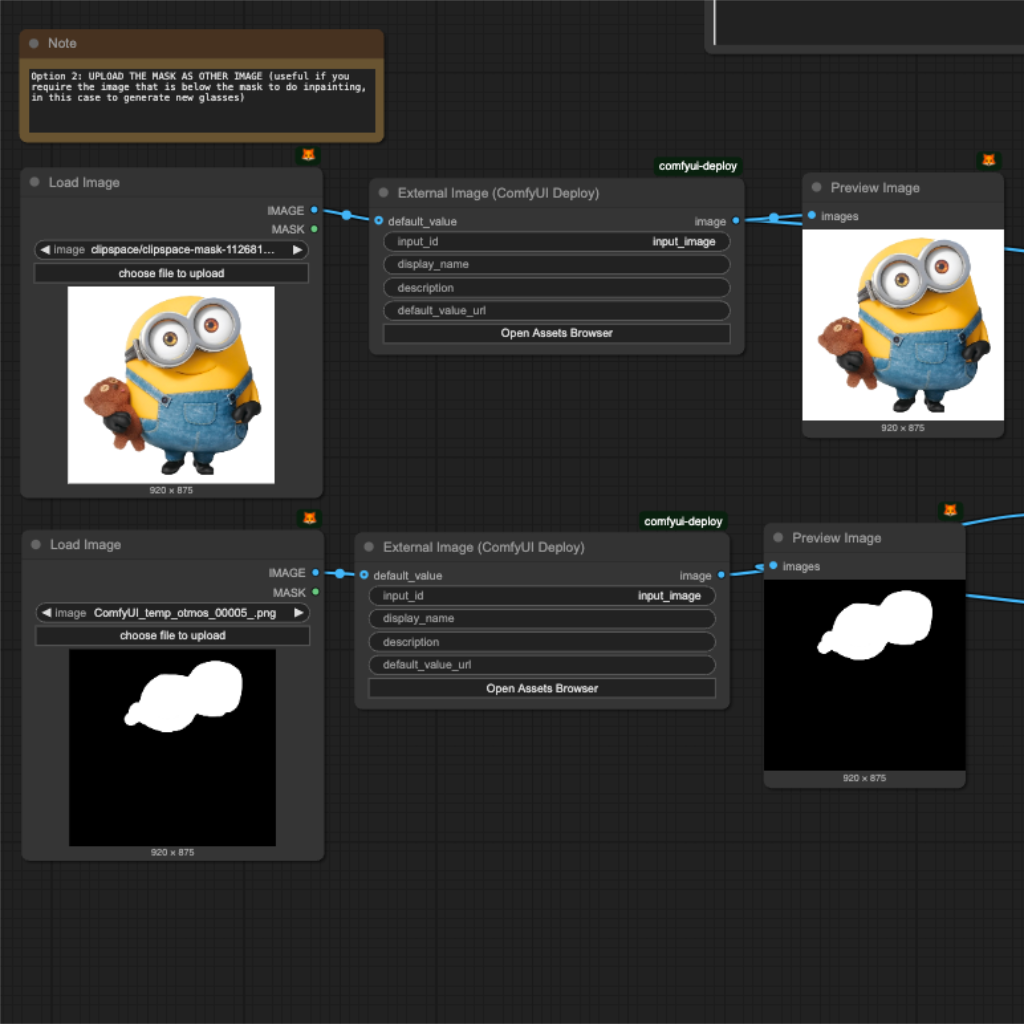 Note
Option 2: UPLOAD THE MASK AS OTHER IMAGE (useful if you
require the image that is below the mask to do inpainting,
in this case to generate new glasses)
Load Image
IMAGE
MASK
image clipspace/clipspace-mask-112681...
choose file to upload
920 × 875
comfyui-deploy
External Image (ComfyUI Deploy)
default_value image
input_id input_image
display_name
description
default_value_url
Open Assets Browser
Preview Image
images
920 × 875
Load Image
IMAGE
MASK
image ComfyUI_temp_otmos_00005_.png
choose file to upload
920 × 875
comfyui-deploy
External Image (ComfyUI Deploy)
default_value image
input_id input_image
display_name
description
default_value_url
Open Assets Browser
Preview Image
images
920 × 875